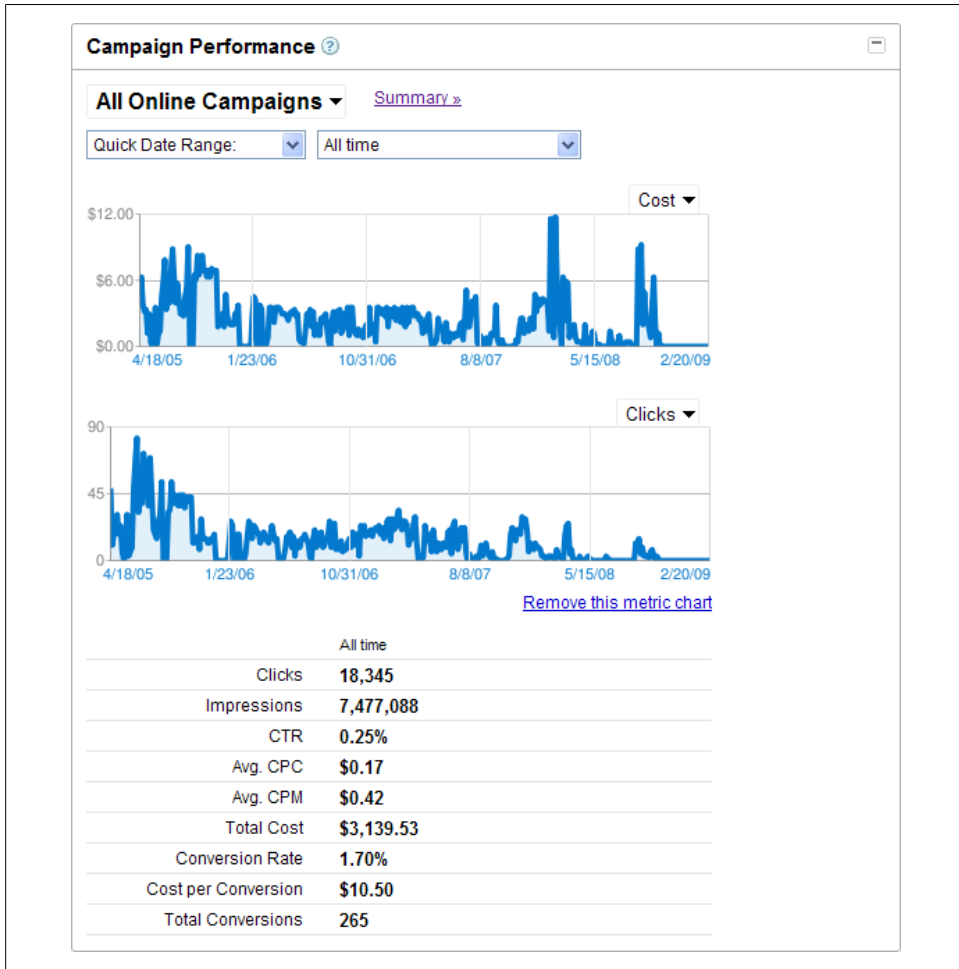 Campaign Performance ?
All Online Campaigns Summary »
Quick Date Range: All time
Cost
$12.00
$6.00
$0.00
4/18/05 1/23/06 10/31/06 8/8/07 5/15/08 2/20/09
Clicks
90
45
0
4/18/05 1/23/06 10/31/06 8/8/07 5/15/08 2/20/09
Remove this metric chart
All time
Clicks 18,345
Impressions 7,477,088
CTR 0.25%
Avg. CPC $0.17
Avg. CPM $0.42
Total Cost $3,139.53
Conversion Rate 1.70%
Cost per Conversion $10.50
Total Conversions 265